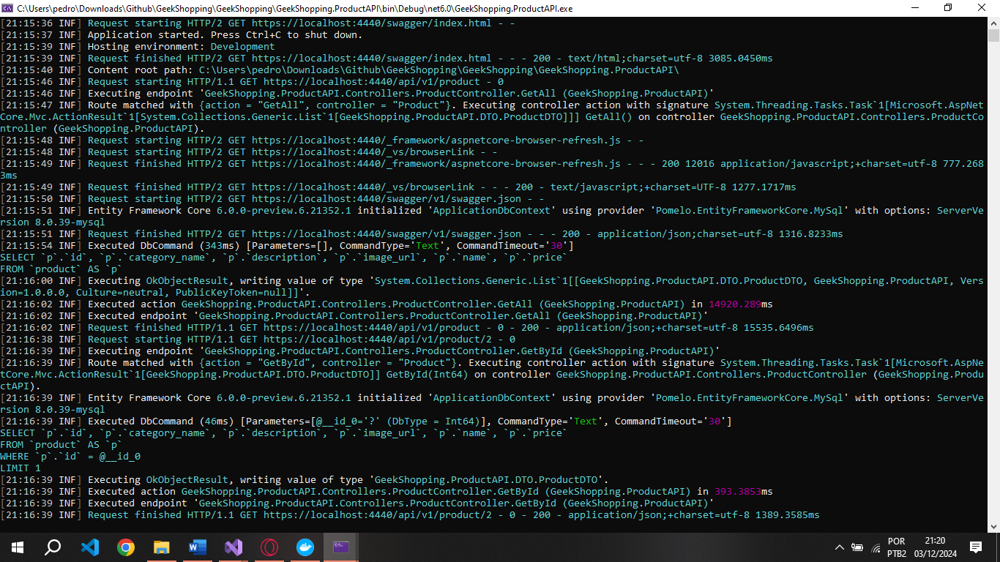 C:\Users\pedro\Downloads\Github\GeekShopping\GeekShopping\GeekShopping.ProductAPI\bin\Debug\net6.0\GeekShopping.ProductAPI.exe
[21:15:36 INF] Request starting HTTP/2 GET https://localhost:4440/swagger/index.html - -
[21:15:37 INF] Application started. Press Ctrl+C to shut down.
[21:15:39 INF] Hosting environment: Development
[21:15:39 INF] Request finished HTTP/2 GET https://localhost:4440/swagger/index.html - - - 200 - text/html;charset=utf-8 3085.0450ms
[21:15:40 INF] Content root path: C:\Users\pedro\Downloads\Github\GeekShopping\GeekShopping\GeekShopping.ProductAPI\
[21:15:46 INF] Request starting HTTP/1.1 GET https://localhost:4440/api/v1/product - 0
[21:15:46 INF] Executing endpoint 'GeekShopping.ProductAPI.Controllers.ProductController.GetAll (GeekShopping.ProductAPI)'
[21:15:47 INF] Route matched with {action = "GetAll", controller = "Product"}. Executing controller action with signature System.Threading.Tasks.Task`1[Microsoft.AspNet
Core.Mvc.ActionResult`1[System.Collections.Generic.List`1[GeekShopping.ProductAPI.DTO.ProductDTO]]] GetAll() on controller GeekShopping.ProductAPI.Controllers.ProductCo
ntroller (GeekShopping.ProductAPI).
[21:15:48 INF] Request starting HTTP/2 GET https://localhost:4440/_framework/aspnetcore-browser-refresh.js - -
[21:15:48 INF] Request starting HTTP/2 GET https://localhost:4440/_vs/browserLink - -
[21:15:49 INF] Request finished HTTP/2 GET https://localhost:4440/_framework/aspnetcore-browser-refresh.js - - - 200 12016 application/javascript;+charset=utf-8 777.268
3ms
[21:15:49 INF] Request finished HTTP/2 GET https://localhost:4440/_vs/browserLink - - - 200 - text/javascript;+charset=UTF-8 1277.1717ms
[21:15:50 INF] Request starting HTTP/2 GET https://localhost:4440/swagger/v1/swagger.json - -
[21:15:51 INF] Entity Framework Core 6.0.0-preview.6.21352.1 initialized 'ApplicationDbContext' using provider 'Pomelo.EntityFrameworkCore.MySql' with options: ServerVe
rsion 8.0.39-mysql
[21:15:51 INF] Request finished HTTP/2 GET https://localhost:4440/swagger/v1/swagger.json - - - 200 - application/json;charset=utf-8 1316.8233ms
[21:15:54 INF] Executed DbCommand (343ms) [Parameters=[], CommandType='Text', CommandTimeout='30']
SELECT `p`.`id`, `p`.`category_name`, `p`.`description`, `p`.`image_url`, `p`.`name`, `p`.`price`
FROM `product` AS `p`
[21:16:00 INF] Executing OkObjectResult, writing value of type 'System.Collections.Generic.List`1[[GeekShopping.ProductAPI.DTO.ProductDTO, GeekShopping.ProductAPI, Vers
ion=1.0.0.0, Culture=neutral, PublicKeyToken=null]]'.
[21:16:02 INF] Executed action GeekShopping.ProductAPI.Controllers.ProductController.GetAll (GeekShopping.ProductAPI) in 14920.289ms
[21:16:02 INF] Executed endpoint 'GeekShopping.ProductAPI.Controllers.ProductController.GetAll (GeekShopping.ProductAPI)'
[21:16:02 INF] Request finished HTTP/1.1 GET https://localhost:4440/api/v1/product - 0 - 200 - application/json;+charset=utf-8 15535.6496ms
[21:16:38 INF] Request starting HTTP/1.1 GET https://localhost:4440/api/v1/product/2 - 0
[21:16:39 INF] Executing endpoint 'GeekShopping.ProductAPI.Controllers.ProductController.GetById (GeekShopping.ProductAPI)'
[21:16:39 INF] Route matched with {action = "GetById", controller = "Product"}. Executing controller action with signature System.Threading.Tasks.Task`1[Microsoft.AspNe
tCore.Mvc.ActionResult`1[GeekShopping.ProductAPI.DTO.ProductDTO]] GetById(Int64) on controller GeekShopping.ProductAPI.Controllers.ProductController (GeekShopping.Produ
ctAPI).
[21:16:39 INF] Entity Framework Core 6.0.0-preview.6.21352.1 initialized 'ApplicationDbContext' using provider 'Pomelo.EntityFrameworkCore.MySql' with options: ServerVe
rsion 8.0.39-mysql
[21:16:39 INF] Executed DbCommand (46ms) [Parameters=[@__id_0='?' (DbType = Int64)], CommandType='Text', CommandTimeout='30']
SELECT `p`.`id`, `p`.`category_name`, `p`.`description`, `p`.`image_url`, `p`.`name`, `p`.`price`
FROM `product` AS `p`
WHERE `p`.`id` = @__id_0
LIMIT 1
[21:16:39 INF] Executing OkObjectResult, writing value of type 'GeekShopping.ProductAPI.DTO.ProductDTO'.
[21:16:39 INF] Executed action GeekShopping.ProductAPI.Controllers.ProductController.GetById (GeekShopping.ProductAPI) in 393.3853ms
[21:16:39 INF] Executed endpoint 'GeekShopping.ProductAPI.Controllers.ProductController.GetById (GeekShopping.ProductAPI)'
[21:16:39 INF] Request finished HTTP/1.1 GET https://localhost:4440/api/v1/product/2 - 0 - 200 - application/json;+charset=utf-8 1389.3585ms
POR 21:20
PTB2 03/12/2024